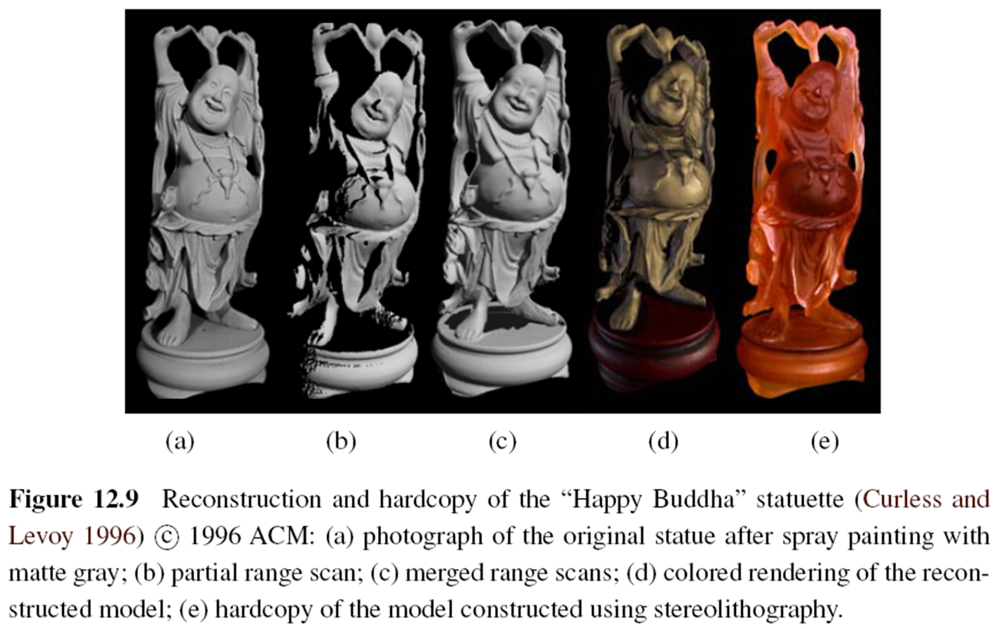 (a) (b) (c) (d) (e)
Figure 12.9 Reconstruction and hardcopy of the “Happy Buddha” statuette (Curless and
Levoy 1996) © 1996 ACM: (a) photograph of the original statue after spray painting with
matte gray; (b) partial range scan; (c) merged range scans; (d) colored rendering of the recon-
structed model; (e) hardcopy of the model constructed using stereolithography.